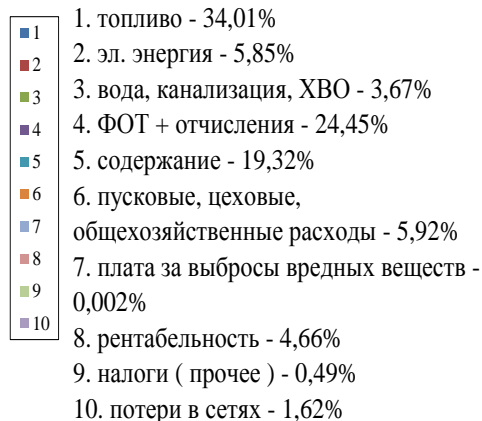 1
2
3
4
5
6
7
8
9
10
1. топливо - 34,01%
2. эл. энергия - 5,85%
3. вода, канализация, ХВО - 3,67%
4. ФОТ + отчисления - 24,45%
5. содержание - 19,32%
6. пусковые, цеховые,
общехозяйственные расходы - 5,92%
7. плата за выбросы вредных веществ -
0,002%
8. рентабельность - 4,66%
9. налоги ( прочее ) - 0,49%
10. потери в сетях - 1,62%